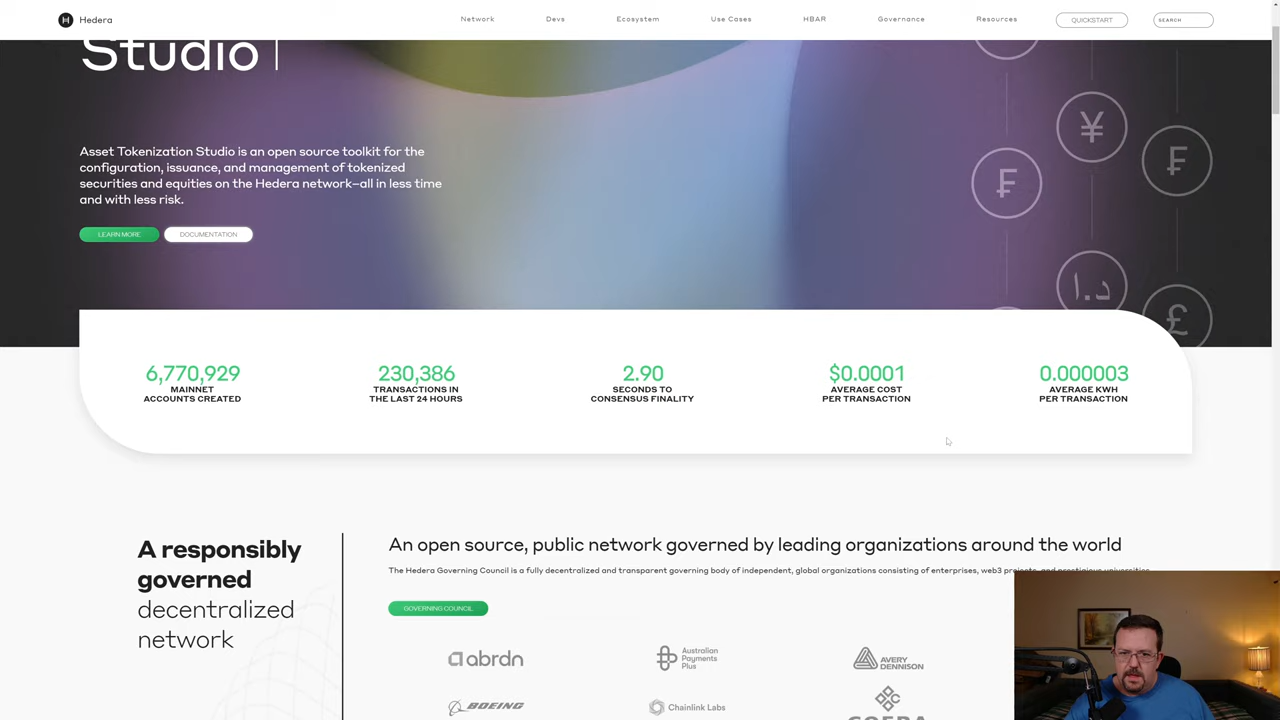 Hedera
Network
Devs
Ecosystem
Use Cases
HBAR
Governance
Resources
QUICKSTART
SEARCH
Studio
Asset Tokenization Studio is an open source toolkit for the
configuration, issuance, and management of tokenized
securities and equities on the Hedera network—all in less time
and with less risk.
LEARN MORE
DOCUMENTATION
¥
₣
₣
د.إ
£
6,770,929
MAINNET
ACCOUNTS CREATED
230,386
TRANSACTIONS IN
THE LAST 24 HOURS
2.90
SECONDS TO
CONSENSUS FINALITY
$0.0001
AVERAGE COST
PER TRANSACTION
0.000003
AVERAGE KWH
PER TRANSACTION
A responsibly
governed
decentralized
network
An open source, public network governed by leading organizations around the world
The Hedera Governing Council is a fully decentralized and transparent governing body of independent, global organizations consisting of enterprises, web3 projects, and prestigious universities.
GOVERNING COUNCIL
abrdn
Australian
Payments
Plus
AVERY
DENNISON
BOEING
Chainlink Labs